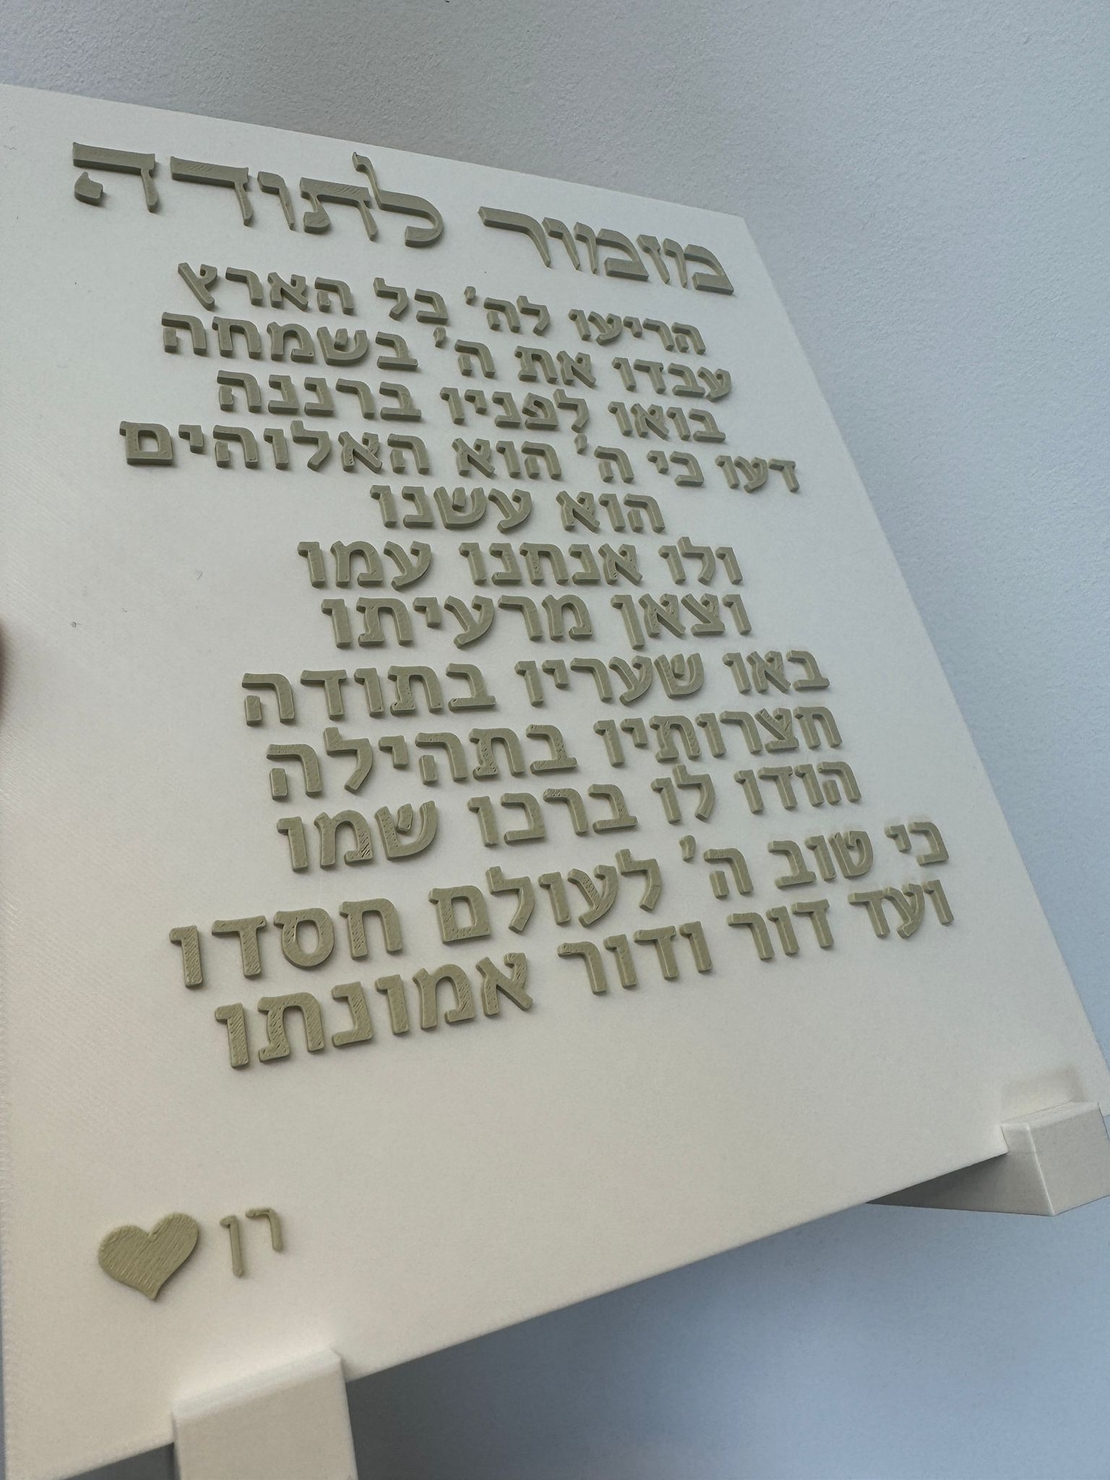 מזמור לתודה
הריעו לה' כל הארץ
עבדו את ה' בשמחה
בואו לפניו ברננה
דעו כי ה' הוא האלוהים
הוא עשנו
ולו אנחנו עמו
וצאן מרעיתו
באו שעריו בתודה
חצרותיו בתהילה
הודו לו ברכו שמו
כי טוב ה' לעולם חסדו
ועד דור ודור אמונתו
רן